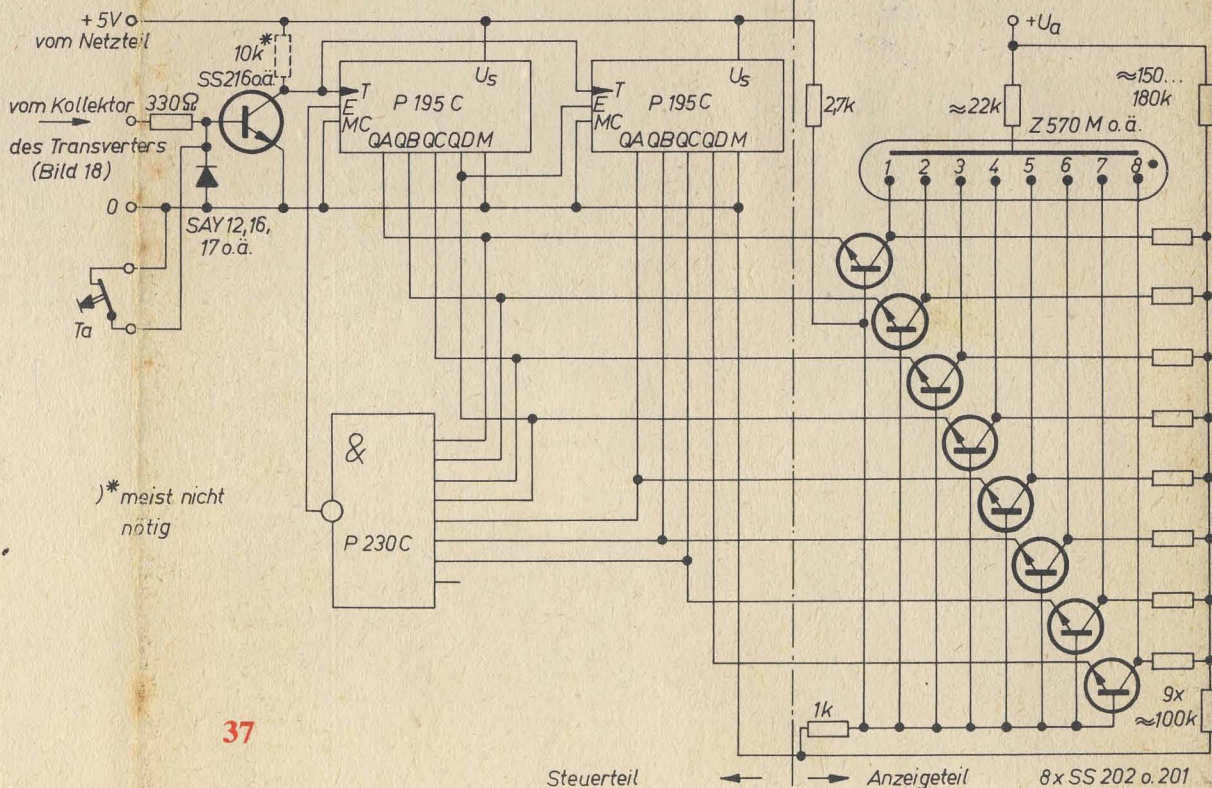 +5V
vom Netzteil
10k*
SS216o.ä.
vom Kollektor 330Ω
des Transverters
(Bild 18)
0
SAY 12,16,
17 o.ä.
Ta
T
E
MC
Us
P 195 C
QA QB QC QD M
T
E
MC
Us
P 195 C
QA QB QC QD M
&
P 230C
)* meist nicht
nötig
37
2,7k
+Ua
≈22k
≈150...
180k
Z 570 M o.ä.
1 2 3 4 5 6 7 8
1k
9x
≈100k
Steuerteil
Anzeigeteil
8x SS 202 o. 201